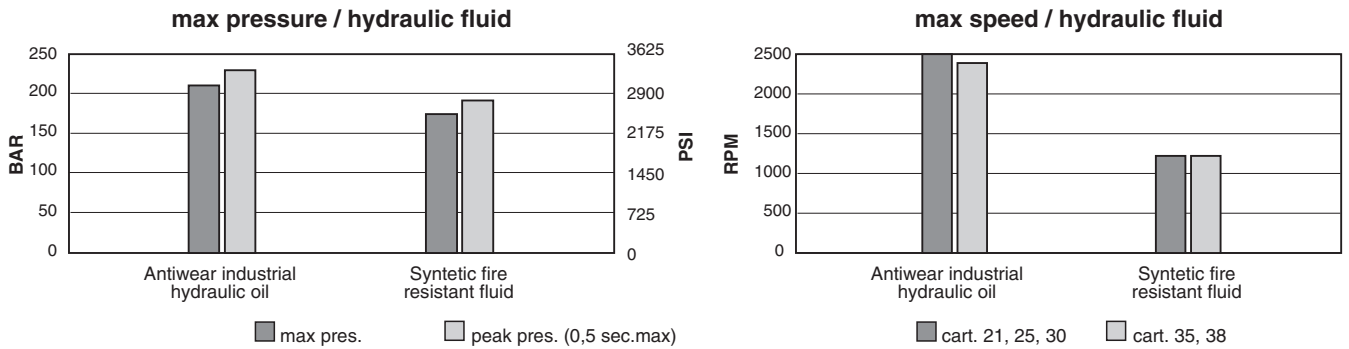 max pressure / hydraulic fluid
BAR
250
200
150
100
50
0
PSI
3625
2900
2175
1450
725
0
Antiwear industrial
hydraulic oil
Syntetic fire
resistant fluid
max pres.
peak pres. (0,5 sec.max)
max speed / hydraulic fluid
RPM
2500
2000
1500
1000
500
0
Antiwear industrial
hydraulic oil
Syntetic fire
resistant fluid
cart. 21, 25, 30
cart. 35, 38